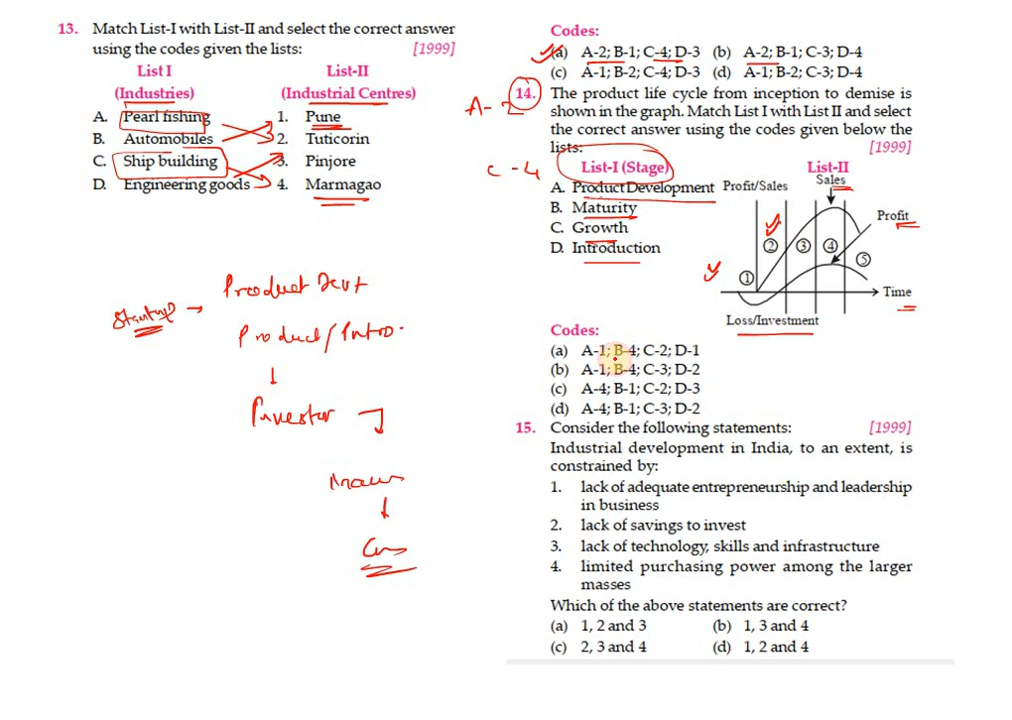 13. Match List-I with List-II and select the correct answer
using the codes given the lists: [1999]
List I List-II
(Industries) (Industrial Centres)
A. Pearl fishing 1. Pune
B. Automobiles 2. Tuticorin
C. Ship building 3. Pinjore
D. Engineering goods 4. Marmagao
Startup → Product Devt
Product/Intro.
Investor
Codes:
(a) A-2; B-1; C-4; D-3 (b) A-2; B-1; C-3; D-4
(c) A-1; B-2; C-4; D-3 (d) A-1; B-2; C-3; D-4
A-2
14. The product life cycle from inception to demise is
shown in the graph. Match List I with List II and select
the correct answer using the codes given below the
lists: [1999]
C-4
List-I (Stage) List-II
A. Product Development Profit/Sales Sales
B. Maturity Profit
C. Growth
D. Introduction
① ② ③ ④ ⑤
Time
Loss/Investment
Codes:
(a) A-1; B-4; C-2; D-1
(b) A-1; B-4; C-3; D-2
(c) A-4; B-1; C-2; D-3
(d) A-4; B-1; C-3; D-2
15. Consider the following statements: [1999]
Industrial development in India, to an extent, is
constrained by:
1. lack of adequate entrepreneurship and leadership
in business
2. lack of savings to invest
3. lack of technology, skills and infrastructure
4. limited purchasing power among the larger
masses
Which of the above statements are correct?
(a) 1, 2 and 3 (b) 1, 3 and 4
(c) 2, 3 and 4 (d) 1, 2 and 4